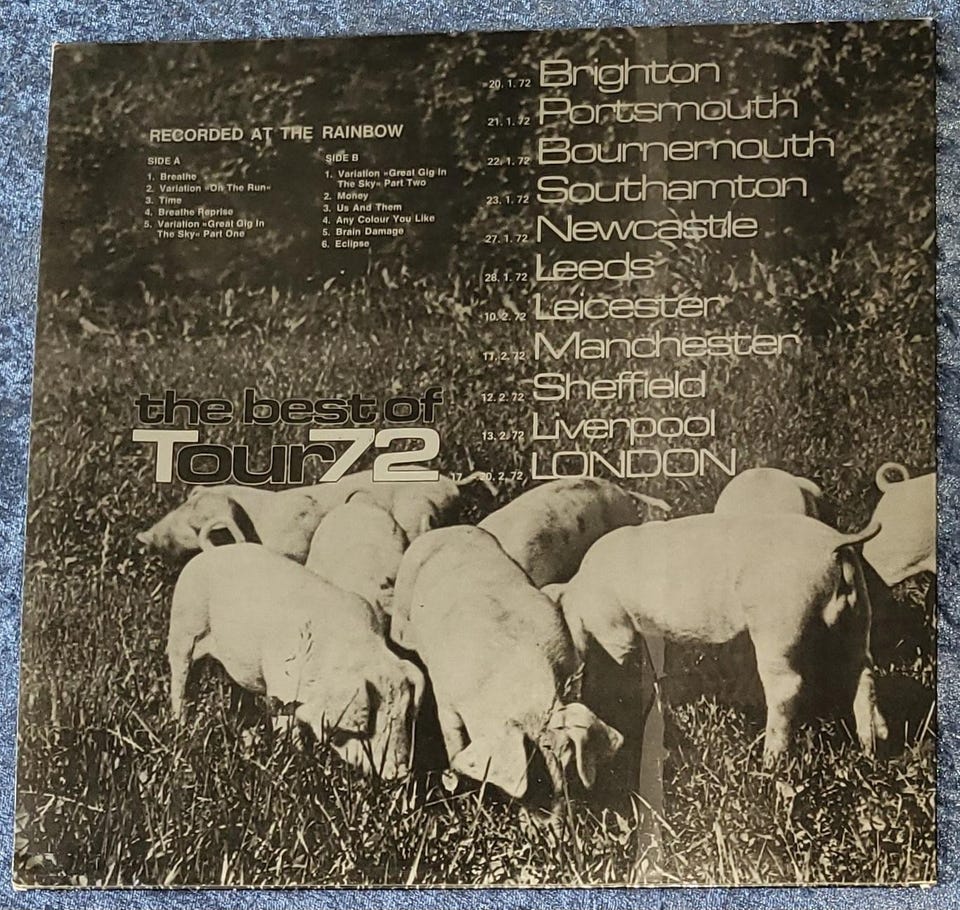 RECORDED AT THE RAINBOW
SIDE A
1. Breathe
2. Variation »On The Run«
3. Time
4. Breathe Reprise
5. Variation »Great Gig In
The Sky« Part One
SIDE B
1. Variation »Great Gig In
The Sky« Part Two
2. Money
3. Us And Them
4. Any Colour You Like
5. Brain Damage
6. Eclipse
20. 1. 72 Brighton
21. 1. 72 Portsmouth
22. 1. 72 Bournemouth
23. 1. 72 Southamton
27. 1. 72 Newcastle
28. 1. 72 Leeds
10. 2. 72 Leicester
11. 2. 72 Manchester
12. 2. 72 Sheffield
13. 2. 72 Liverpool
17. - 20. 2. 72 LONDON
the best of
Tour72